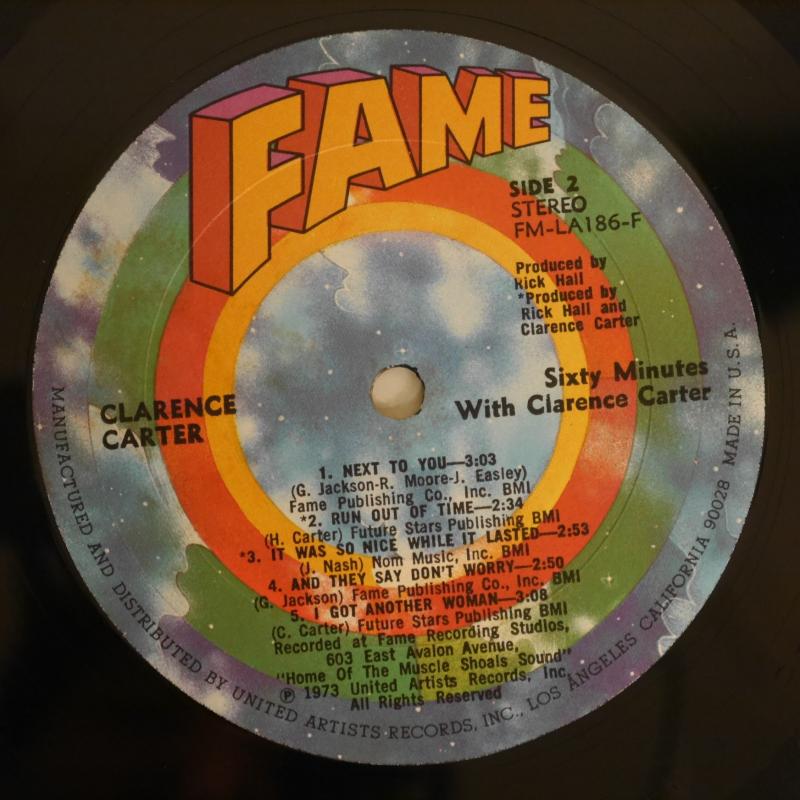 FAME
SIDE 2
STEREO
FM-LA186-F
Produced by
Rick Hall
*Produced by
Rick Hall and
Clarence Carter
Sixty Minutes
With Clarence Carter
CLARENCE
CARTER
1. NEXT TO YOU—3:03
(G. Jackson-R. Moore-J. Easley)
Fame Publishing Co., Inc. BMI
*2. RUN OUT OF TIME—2:34
(H. Carter) Future Stars Publishing BMI
*3. IT WAS SO NICE WHILE IT LASTED—2:53
(J. Nash) Nom Music, Inc. BMI
4. AND THEY SAY DON'T WORRY—2:50
(G. Jackson) Fame Publishing Co., Inc. BMI
5. I GOT ANOTHER WOMAN—3:08
(C. Carter) Future Stars Publishing BMI
Recorded at Fame Recording Studios,
603 East Avalon Avenue,
"Home Of The Muscle Shoals Sound"
℗ 1973 United Artists Records, Inc.
All Rights Reserved
MANUFACTURED AND DISTRIBUTED BY UNITED ARTISTS RECORDS, INC., LOS ANGELES CALIFORNIA 90028 MADE IN U.S.A.